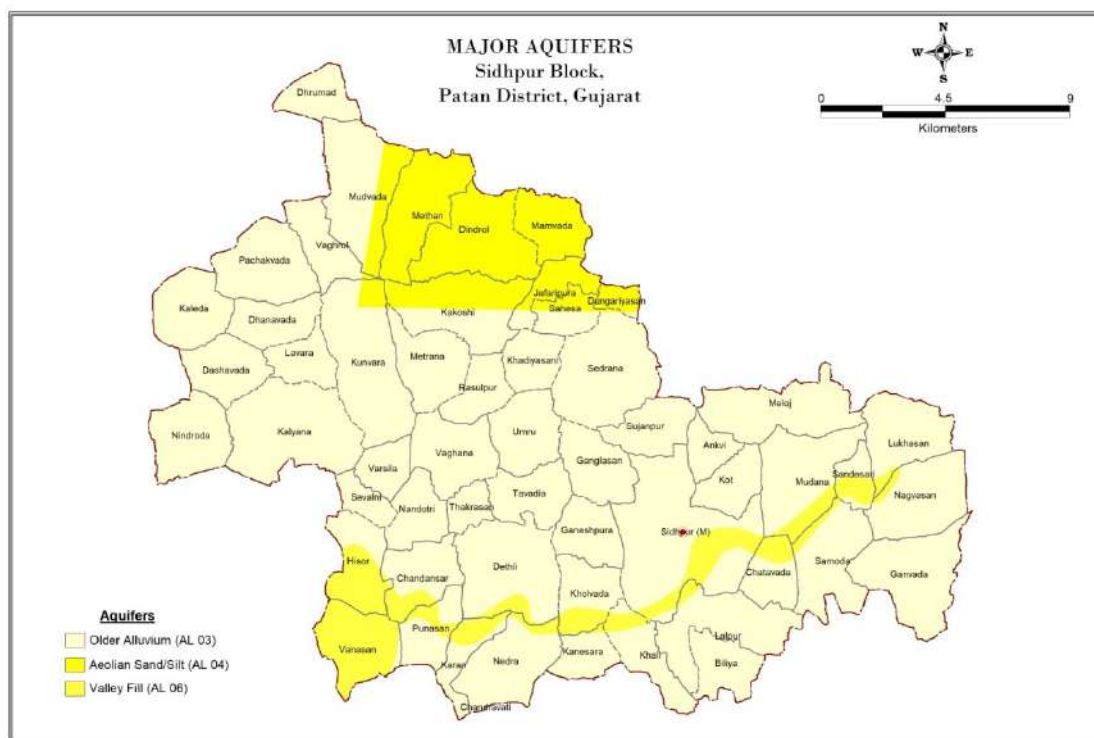 MAJOR AQUIFERS
Sidhpur Block,
Patan District, Gujarat
N
W E
S
0 4.5 9
Kilometers
Dhrumad
Mudvada
Methan
Dindrol
Mamvada
Vaghrol
Pachakvada
Jafaripura
Dungariyasan
Kaleda
Sahesa
Kakoshi
Dhanavada
Lavara
Metrana
Khadiyasan
Kunvara
Sedrana
Dashavada
Rasulpur
Meloj
Nindroda
Kalyana
Umru
Sujanpur
Ankvi
Lukhasan
Vaghana
Ganglasan
Varsila
Sandesari
Mudana
Kot
Nagvasan
Sevalni
Tavadia
Nandotri
Thakrasan
Ganeshpura
Sidhpur (M)
Hisor
Dethli
Samoda
Chatavada
Ganvada
Chandansar
Kholvada
Punasan
Lalpur
Vanasan
Karan
Nedra
Kanesara
Khali
Biliya
Chandravati
Aquifers
Older Alluvium (AL 03)
Aeolian Sand/Silt (AL 04)
Valley Fill (AL 06)